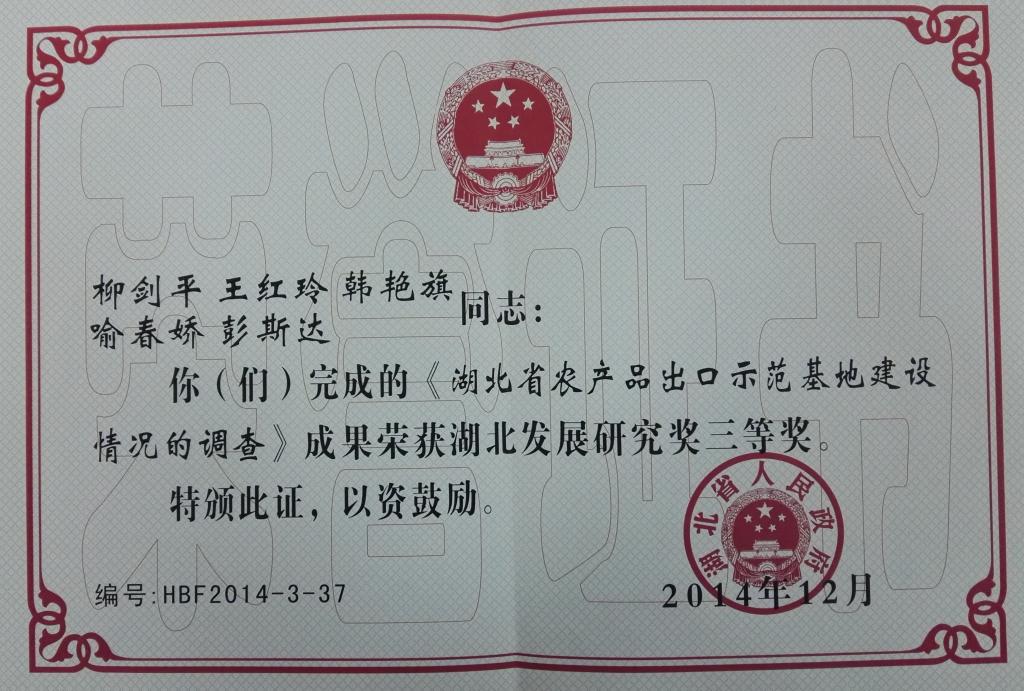 荣誉证书
柳剑平 王红玲 韩艳旗
喻春娇 彭斯达
同志：
你（们）完成的《湖北省农产品出口示范基地建设
情况的调查》成果荣获湖北发展研究奖三等奖。
特颁此证，以资鼓励。
湖北省人民政府
编号:HBF2014-3-37
2014年12月